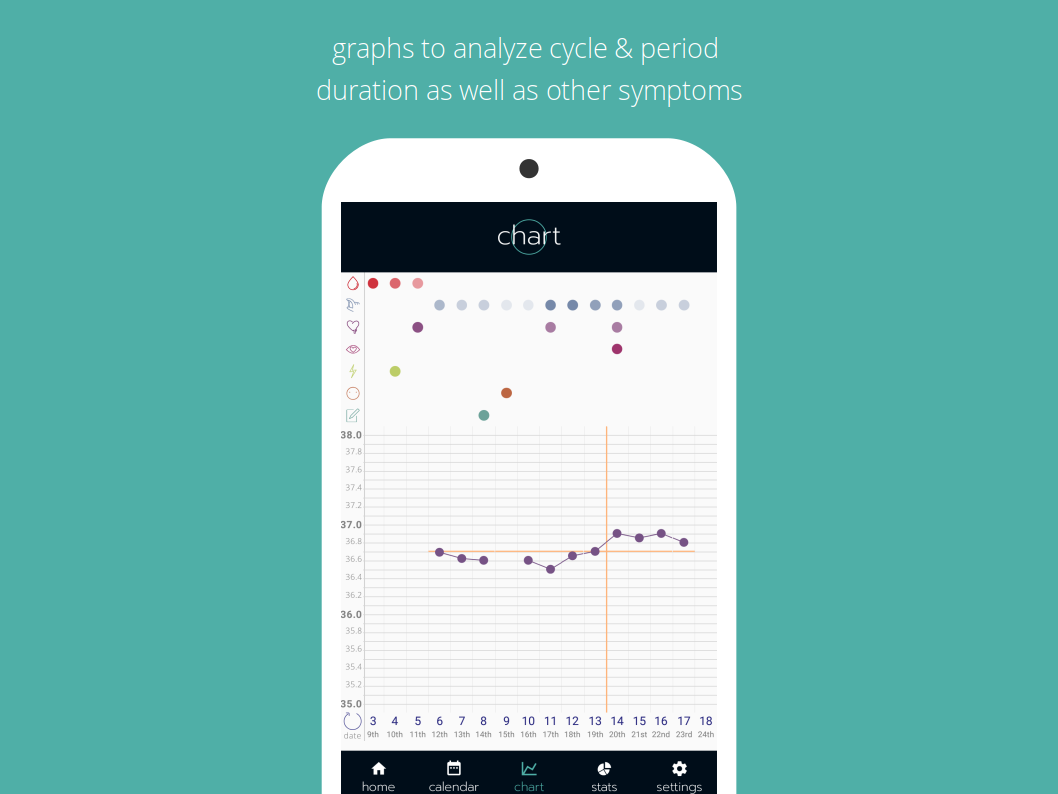 graphs to analyze cycle & period
duration as well as other symptoms
chart
38.0
37.8
37.6
37.4
37.2
37.0
36.8
36.6
36.4
36.2
36.0
35.8
35.6
35.4
35.2
35.0
3 4 5 6 7 8 9 10 11 12 13 14 15 16 17 18
date 9th 10th 11th 12th 13th 14th 15th 16th 17th 18th 19th 20th 21st 22nd 23rd 24th
home calendar chart stats settings